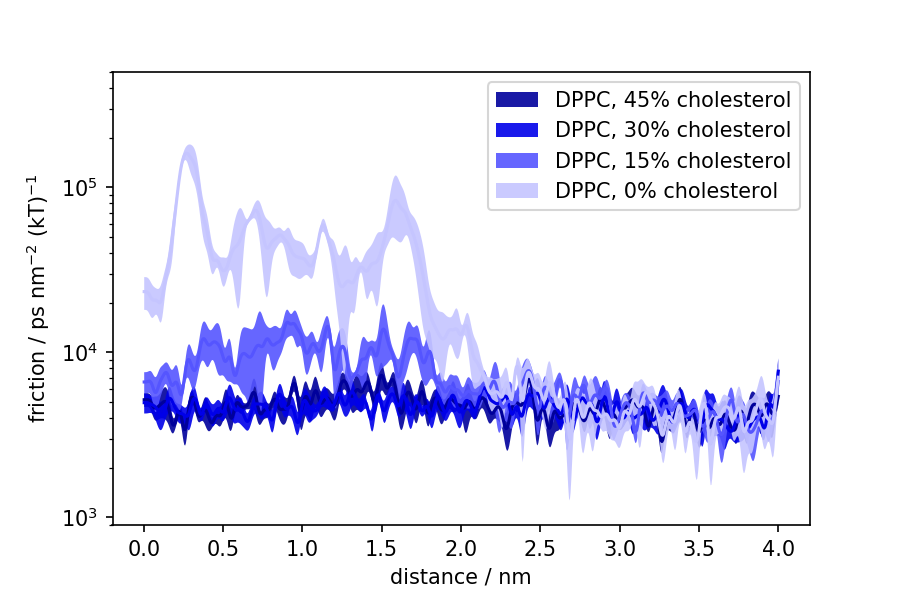 DPPC, 45% cholesterol
DPPC, 30% cholesterol
DPPC, 15% cholesterol
DPPC, 0% cholesterol
friction / ps nm⁻² (kT)⁻¹
10⁵
10⁴
10³
0.0 0.5 1.0 1.5 2.0 2.5 3.0 3.5 4.0
distance / nm